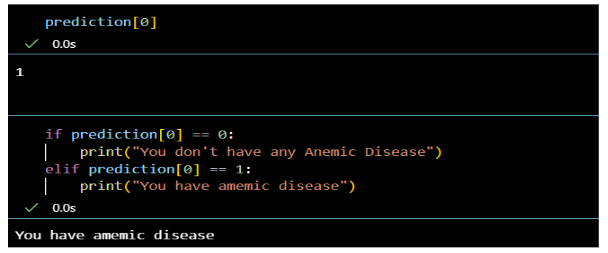 prediction[0]
✓ 0.0s
1
if prediction[0] == 0:
    print("You don't have any Anemic Disease")
elif prediction[0] == 1:
    print("You have amemic disease")
✓ 0.0s
You have amemic disease